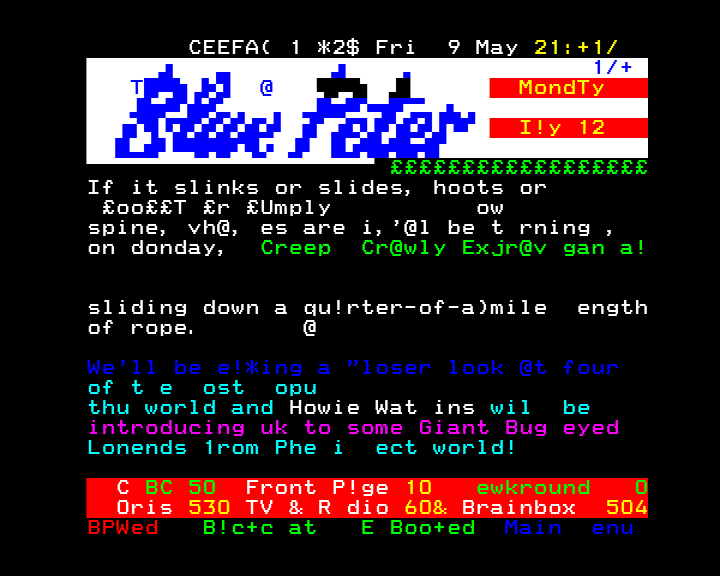 CEEFA( 1 *2$ Fri  9 May 21:+1/
1/+
T @
Blue Peter
MondTy
I!y 12
££££££££££££££££££
If it slinks or slides, hoots or
£oo££T £r £Umply ow
spine, vh@, es are i,'@l be t rning ,
on donday, Creep Cr@wly Exjr@v gan a!
sliding down a qu!rter-of-a)mile ength
of rope. @
We'll be e!*ing a "loser look @t four
of t e ost opu
thu world and Howie Wat ins wil be
introducing uk to some Giant Bug eyed
Lonends 1rom Phe i ect world!
C BC 50 Front P!ge 10 ewkround 0
Oris 530 TV & R dio 60& Brainbox 504
BPWed B!c+c at E Boo+ed Main enu